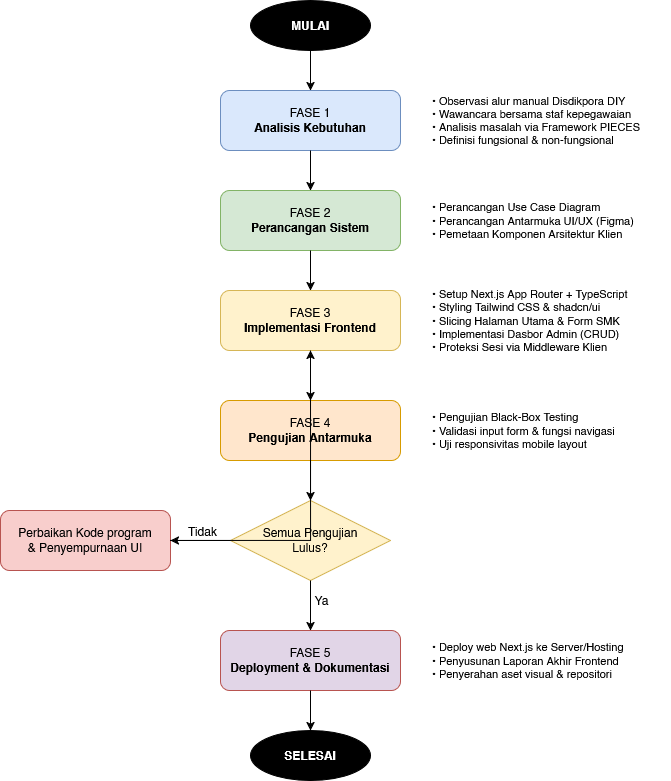 MULAI
FASE 1
Analisis Kebutuhan
• Observasi alur manual Disdikpora DIY
• Wawancara bersama staf kepegawaian
• Analisis masalah via Framework PIECES
• Definisi fungsional & non-fungsional
FASE 2
Perancangan Sistem
• Perancangan Use Case Diagram
• Perancangan Antarmuka UI/UX (Figma)
• Pemetaan Komponen Arsitektur Klien
FASE 3
Implementasi Frontend
• Setup Next.js App Router + TypeScript
• Styling Tailwind CSS & shadcn/ui
• Slicing Halaman Utama & Form SMK
• Implementasi Dasbor Admin (CRUD)
• Proteksi Sesi via Middleware Klien
FASE 4
Pengujian Antarmuka
• Pengujian Black-Box Testing
• Validasi input form & fungsi navigasi
• Uji responsivitas mobile layout
Semua Pengujian
Lulus?
Tidak
Perbaikan Kode program
& Penyempurnaan UI
Ya
FASE 5
Deployment & Dokumentasi
• Deploy web Next.js ke Server/Hosting
• Penyusunan Laporan Akhir Frontend
• Penyerahan aset visual & repositori
SELESAI